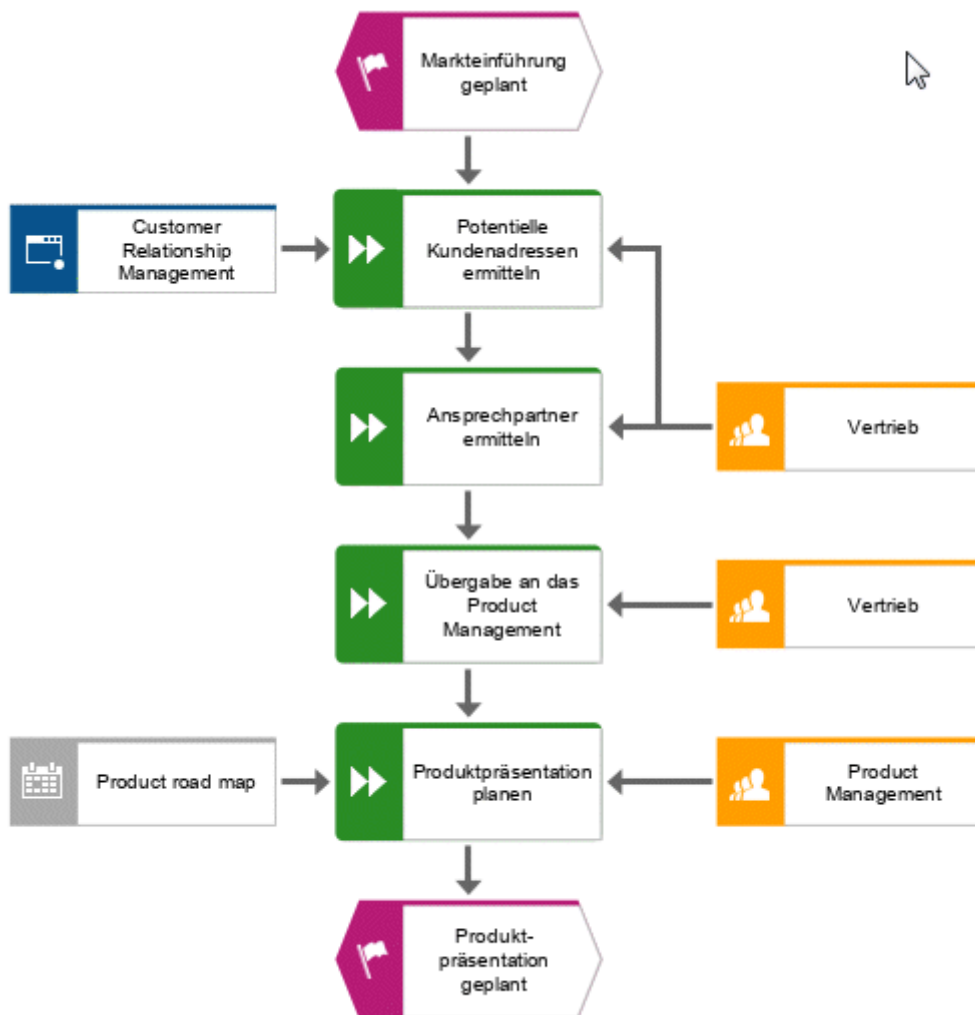 Markteinführung
geplant
Customer
Relationship
Management
Potentielle
Kundenadressen
ermitteln
Ansprechpartner
ermitteln
Vertrieb
Übergabe an das
Product
Management
Vertrieb
Product road map
Produktpräsentation
planen
Product
Management
Produkt-
präsentation
geplant